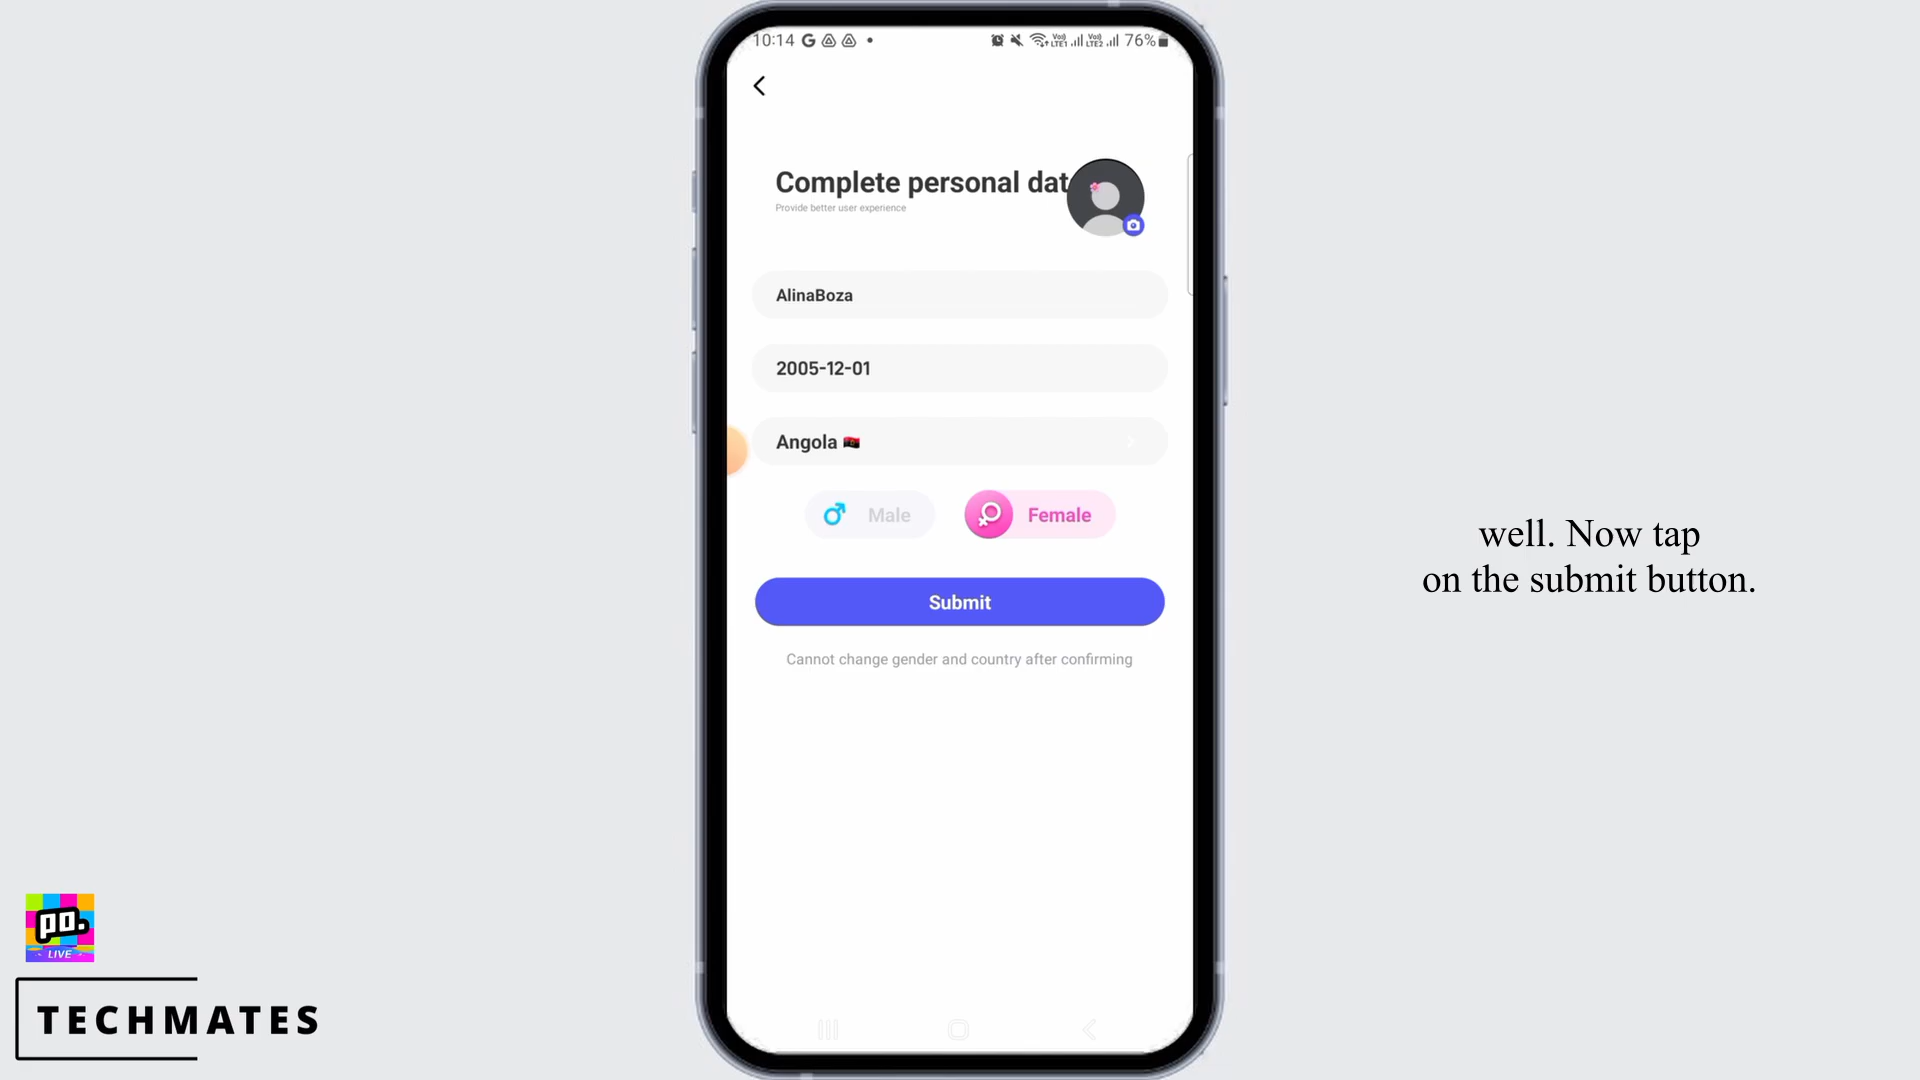 10:14
76%
Complete personal dat
Provide better user experience
AlinaBoza
2005-12-01
Angola
Male
Female
Submit
Cannot change gender and country after confirming
well. Now tap
on the submit button.
po.
LIVE
TECHMATES